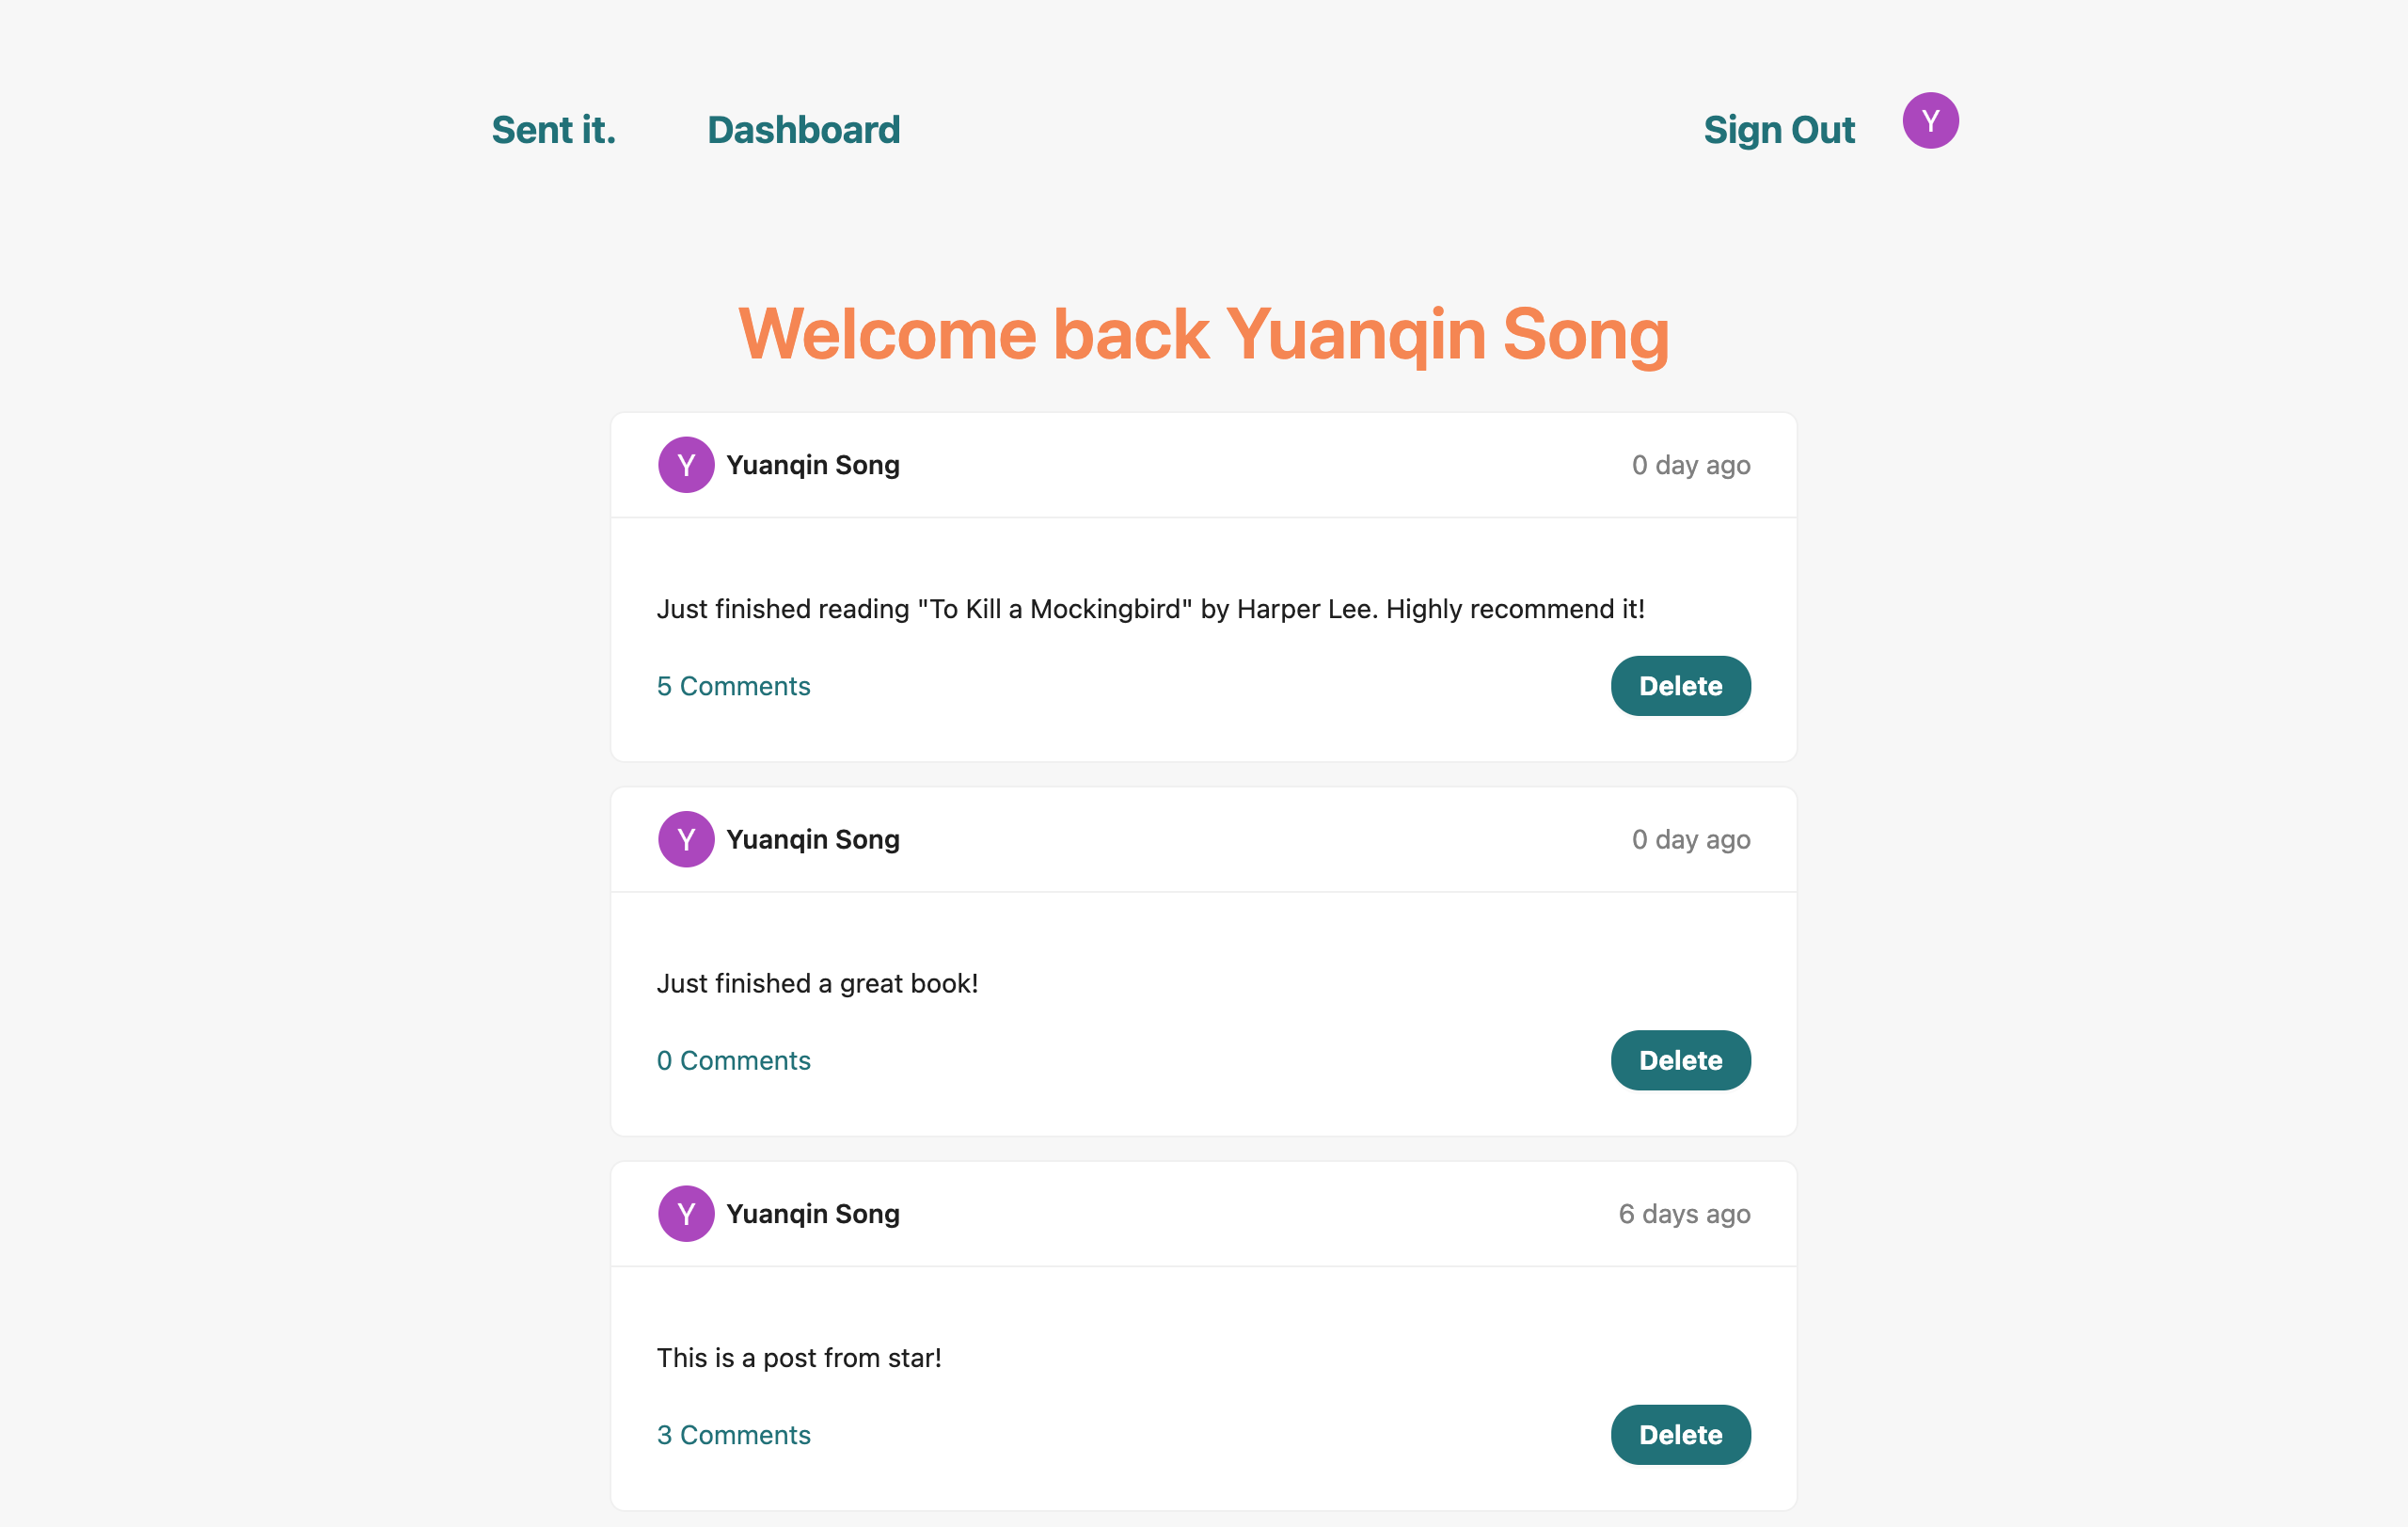 Sent it. Dashboard Sign Out Y
Welcome back Yuanqin Song
Y Yuanqin Song 0 day ago
Just finished reading "To Kill a Mockingbird" by Harper Lee. Highly recommend it!
5 Comments Delete
Y Yuanqin Song 0 day ago
Just finished a great book!
0 Comments Delete
Y Yuanqin Song 6 days ago
This is a post from star!
3 Comments Delete